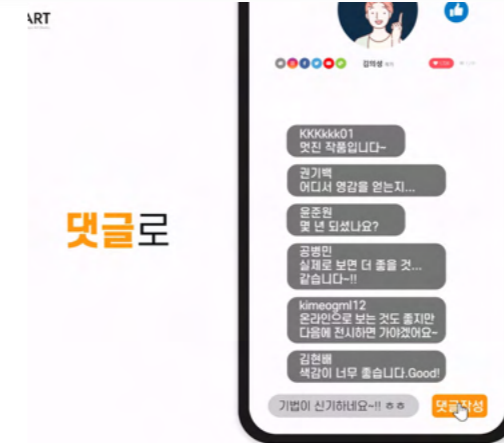 ART
댓글로
김의성
KKKkkk01
멋진 작품입니다~
권기백
어디서 영감을 얻는지...
윤준원
몇 년 되셨나요?
공병민
실제로 보면 더 좋을 것...
같습니다~!!
kimeogml12
온라인으로 보는 것도 좋지만
다음에 전시하면 가야겠어요~
김현배
색감이 너무 좋습니다.Good!
기법이 신기하네요~!! ㅎㅎ
댓글작성